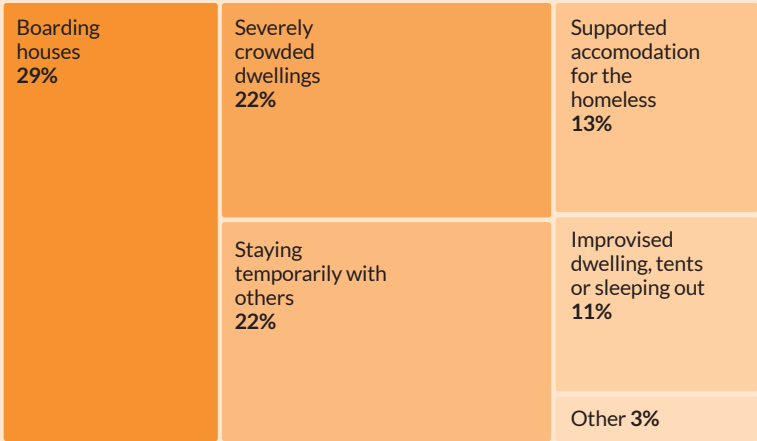 Boarding
houses
29%
Severely
crowded
dwellings
22%
Staying
temporarily with
others
22%
Supported
accomodation
for the
homeless
13%
Improvised
dwelling, tents
or sleeping out
11%
Other 3%